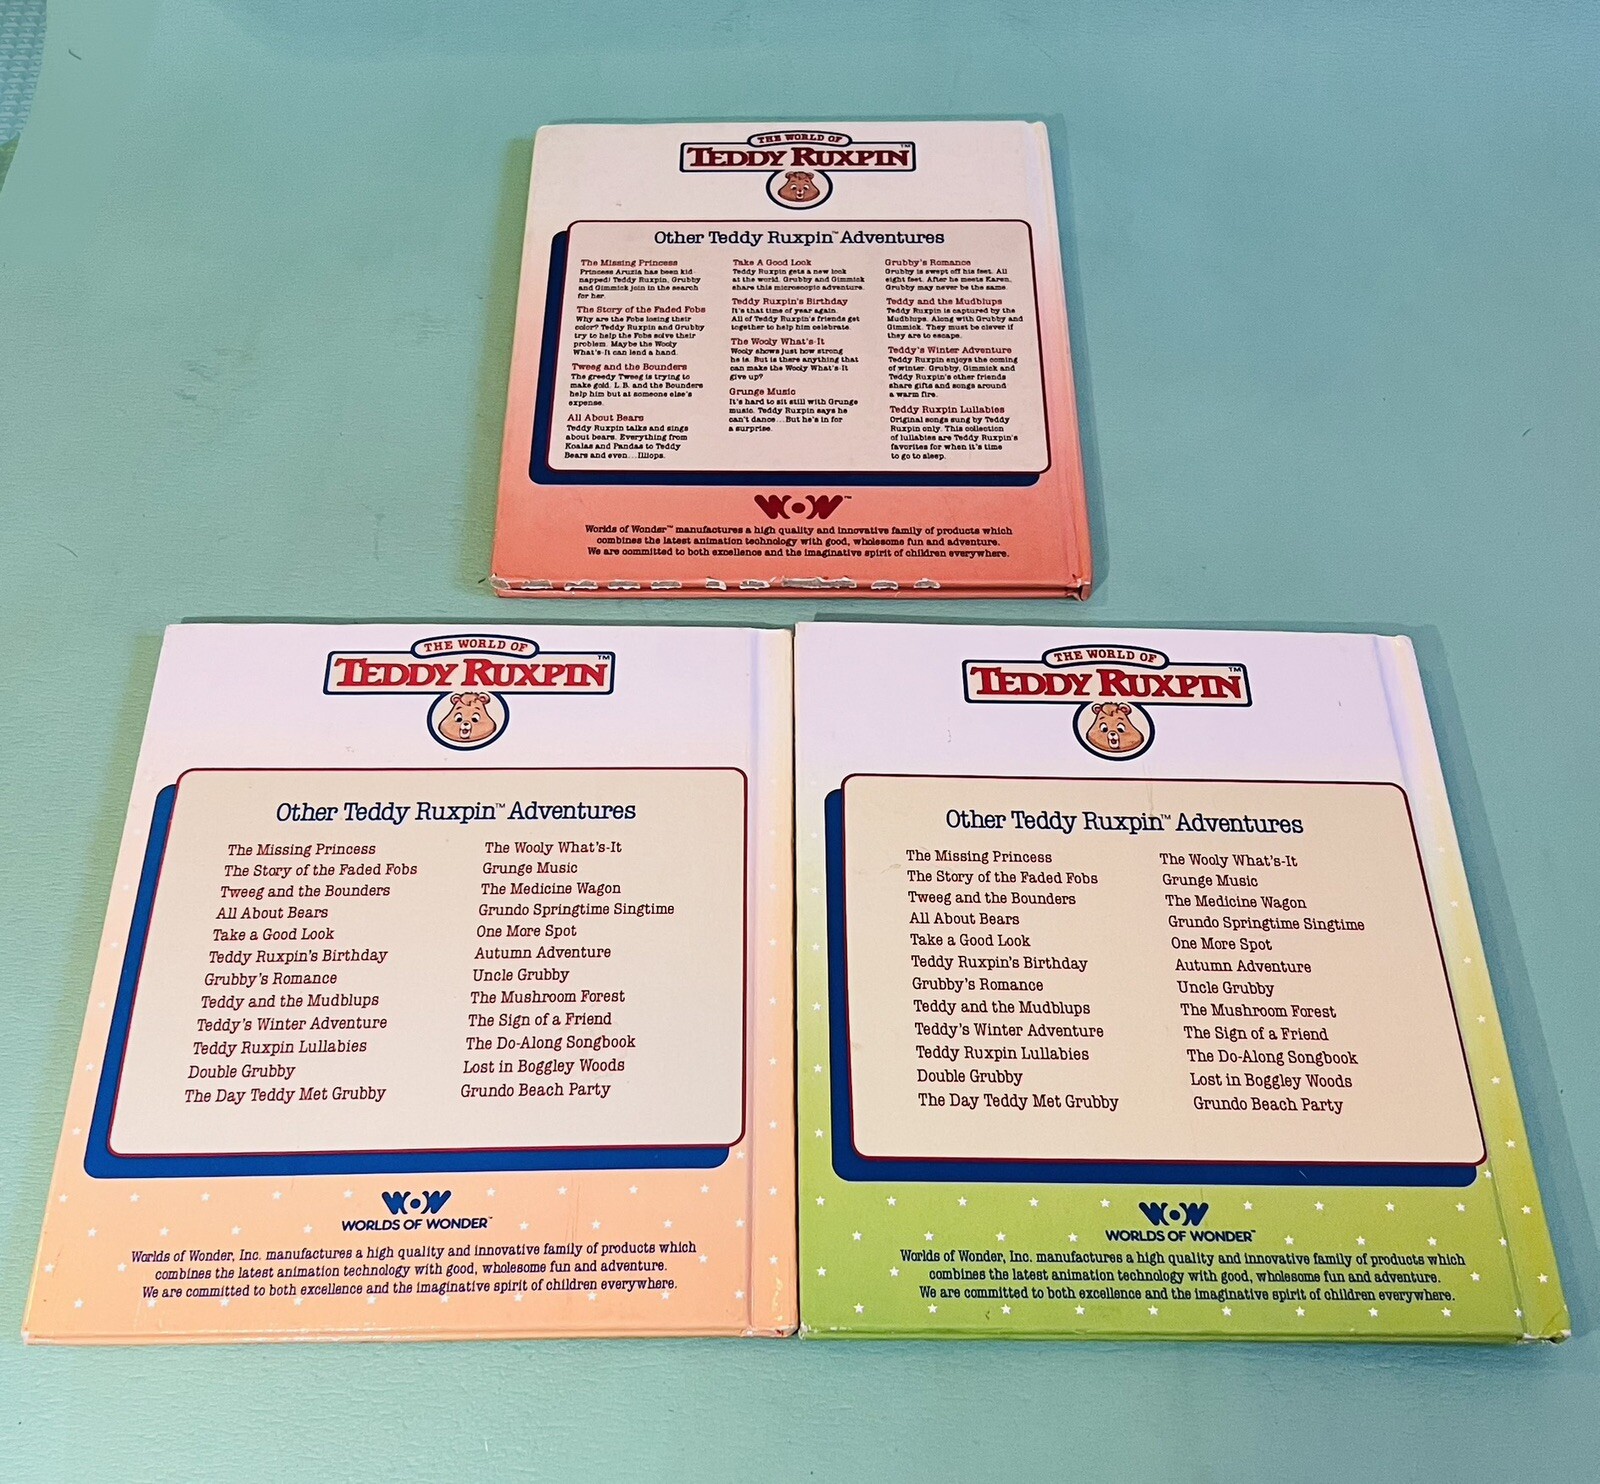 THE WORLD OF
TEDDY RUXPIN™
Other Teddy Ruxpin™ Adventures
The Missing Princess
Princess Aruzia has been kid-
napped! Teddy Ruxpin, Grubby
and Gimmick join in the search
for her.
The Story of the Faded Fobs
Why are the Fobs losing their
color? Teddy Ruxpin and Grubby
try to help the Fobs solve their
problem. Maybe the Wooly
What's-It can lend a hand.
Tweeg and the Bounders
The greedy Tweeg is trying to
make gold. L.B. and the Bounders
help him but at someone else's
expense.
All About Bears
Teddy Ruxpin talks and sings
about bears. Everything from
Koalas and Pandas to Teddy
Bears and even...Illiops.
Take A Good Look
Teddy Ruxpin gets a new look
at the world. Grubby and Gimmick
share this microscopic adventure.
Teddy Ruxpin's Birthday
It's that time of year again.
All of Teddy Ruxpin's friends get
together to help him celebrate.
The Wooly What's-It
Wooly shows just how strong
he is. But is there anything that
can make the Wooly What's-It
give up?
Grunge Music
It's hard to sit still with Grunge
music. Teddy Ruxpin says he
can't dance...But he's in for
a surprise.
Grubby's Romance
Grubby is swept off his feet. All
eight feet. After he meets Karen,
Grubby may never be the same.
Teddy and the Mudblups
Teddy Ruxpin is captured by the
Mudblups. Along with Grubby and
Gimmick. They must be clever if
they are to escape.
Teddy's Winter Adventure
Teddy Ruxpin enjoys the coming
of winter. Grubby, Gimmick and
Teddy Ruxpin's other friends
share gifts and songs around
a warm fire.
Teddy Ruxpin Lullabies
Original songs sung by Teddy
Ruxpin only. This collection
of lullabies are Teddy Ruxpin's
favorites for when it's time
to go to sleep.
WOW™
Worlds of Wonder™ manufactures a high quality and innovative family of products which
combines the latest animation technology with good, wholesome fun and adventure.
We are committed to both excellence and the imaginative spirit of children everywhere.
THE WORLD OF
TEDDY RUXPIN™
Other Teddy Ruxpin™ Adventures
The Missing Princess
The Story of the Faded Fobs
Tweeg and the Bounders
All About Bears
Take a Good Look
Teddy Ruxpin's Birthday
Grubby's Romance
Teddy and the Mudblups
Teddy's Winter Adventure
Teddy Ruxpin Lullabies
Double Grubby
The Day Teddy Met Grubby
The Wooly What's-It
Grunge Music
The Medicine Wagon
Grundo Springtime Singtime
One More Spot
Autumn Adventure
Uncle Grubby
The Mushroom Forest
The Sign of a Friend
The Do-Along Songbook
Lost in Boggley Woods
Grundo Beach Party
WOW
WORLDS OF WONDER™
Worlds of Wonder, Inc. manufactures a high quality and innovative family of products which
combines the latest animation technology with good, wholesome fun and adventure.
We are committed to both excellence and the imaginative spirit of children everywhere.
THE WORLD OF
TEDDY RUXPIN™
Other Teddy Ruxpin™ Adventures
The Missing Princess
The Story of the Faded Fobs
Tweeg and the Bounders
All About Bears
Take a Good Look
Teddy Ruxpin's Birthday
Grubby's Romance
Teddy and the Mudblups
Teddy's Winter Adventure
Teddy Ruxpin Lullabies
Double Grubby
The Day Teddy Met Grubby
The Wooly What's-It
Grunge Music
The Medicine Wagon
Grundo Springtime Singtime
One More Spot
Autumn Adventure
Uncle Grubby
The Mushroom Forest
The Sign of a Friend
The Do-Along Songbook
Lost in Boggley Woods
Grundo Beach Party
WOW
WORLDS OF WONDER™
Worlds of Wonder, Inc. manufactures a high quality and innovative family of products which
combines the latest animation technology with good, wholesome fun and adventure.
We are committed to both excellence and the imaginative spirit of children everywhere.